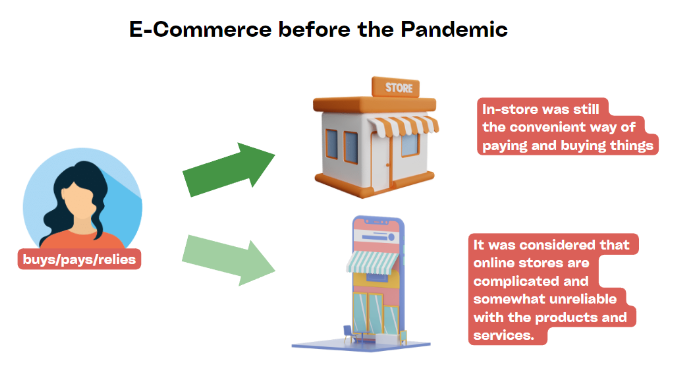 E-Commerce before the Pandemic
STORE
In-store was still
the convenient way of
paying and buying things
buys/pays/relies
It was considered that
online stores are
complicated and
somewhat unreliable
with the products and
services.